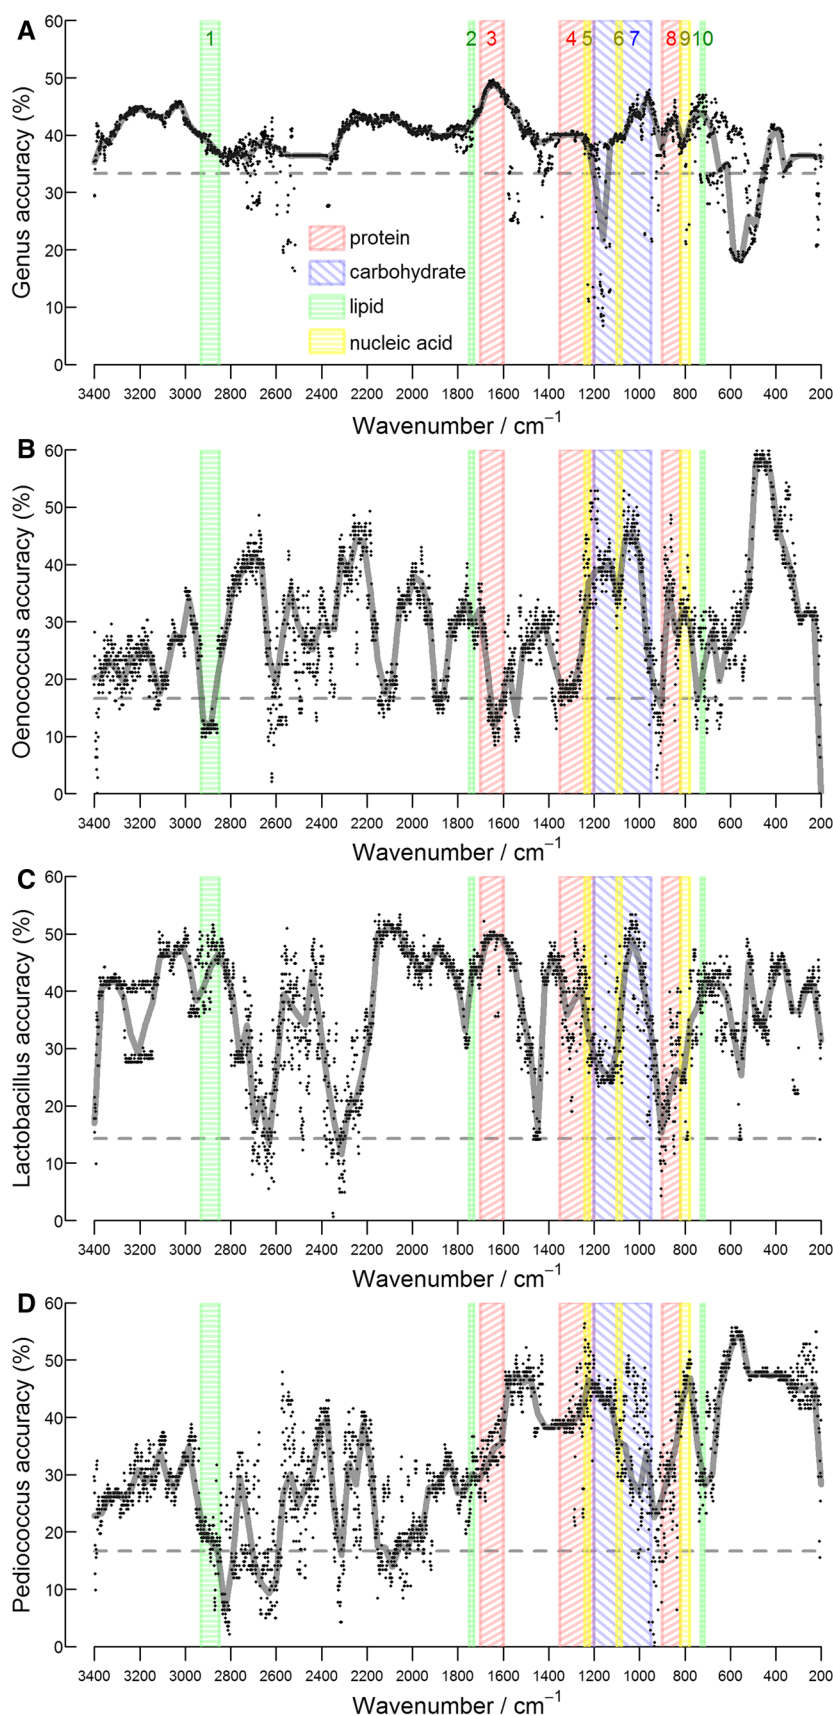 A
Genus accuracy (%)
60
50
40
30
20
10
0
1 2 3 4 5 6 7 8 9 10
protein
carbohydrate
lipid
nucleic acid
3400 3200 3000 2800 2600 2400 2200 2000 1800 1600 1400 1200 1000 800 600 400 200
Wavenumber / cm⁻¹
B
Oenococcus accuracy (%)
60
50
40
30
20
10
0
3400 3200 3000 2800 2600 2400 2200 2000 1800 1600 1400 1200 1000 800 600 400 200
Wavenumber / cm⁻¹
C
Lactobacillus accuracy (%)
60
50
40
30
20
10
0
3400 3200 3000 2800 2600 2400 2200 2000 1800 1600 1400 1200 1000 800 600 400 200
Wavenumber / cm⁻¹
D
Pediococcus accuracy (%)
60
50
40
30
20
10
0
3400 3200 3000 2800 2600 2400 2200 2000 1800 1600 1400 1200 1000 800 600 400 200
Wavenumber / cm⁻¹